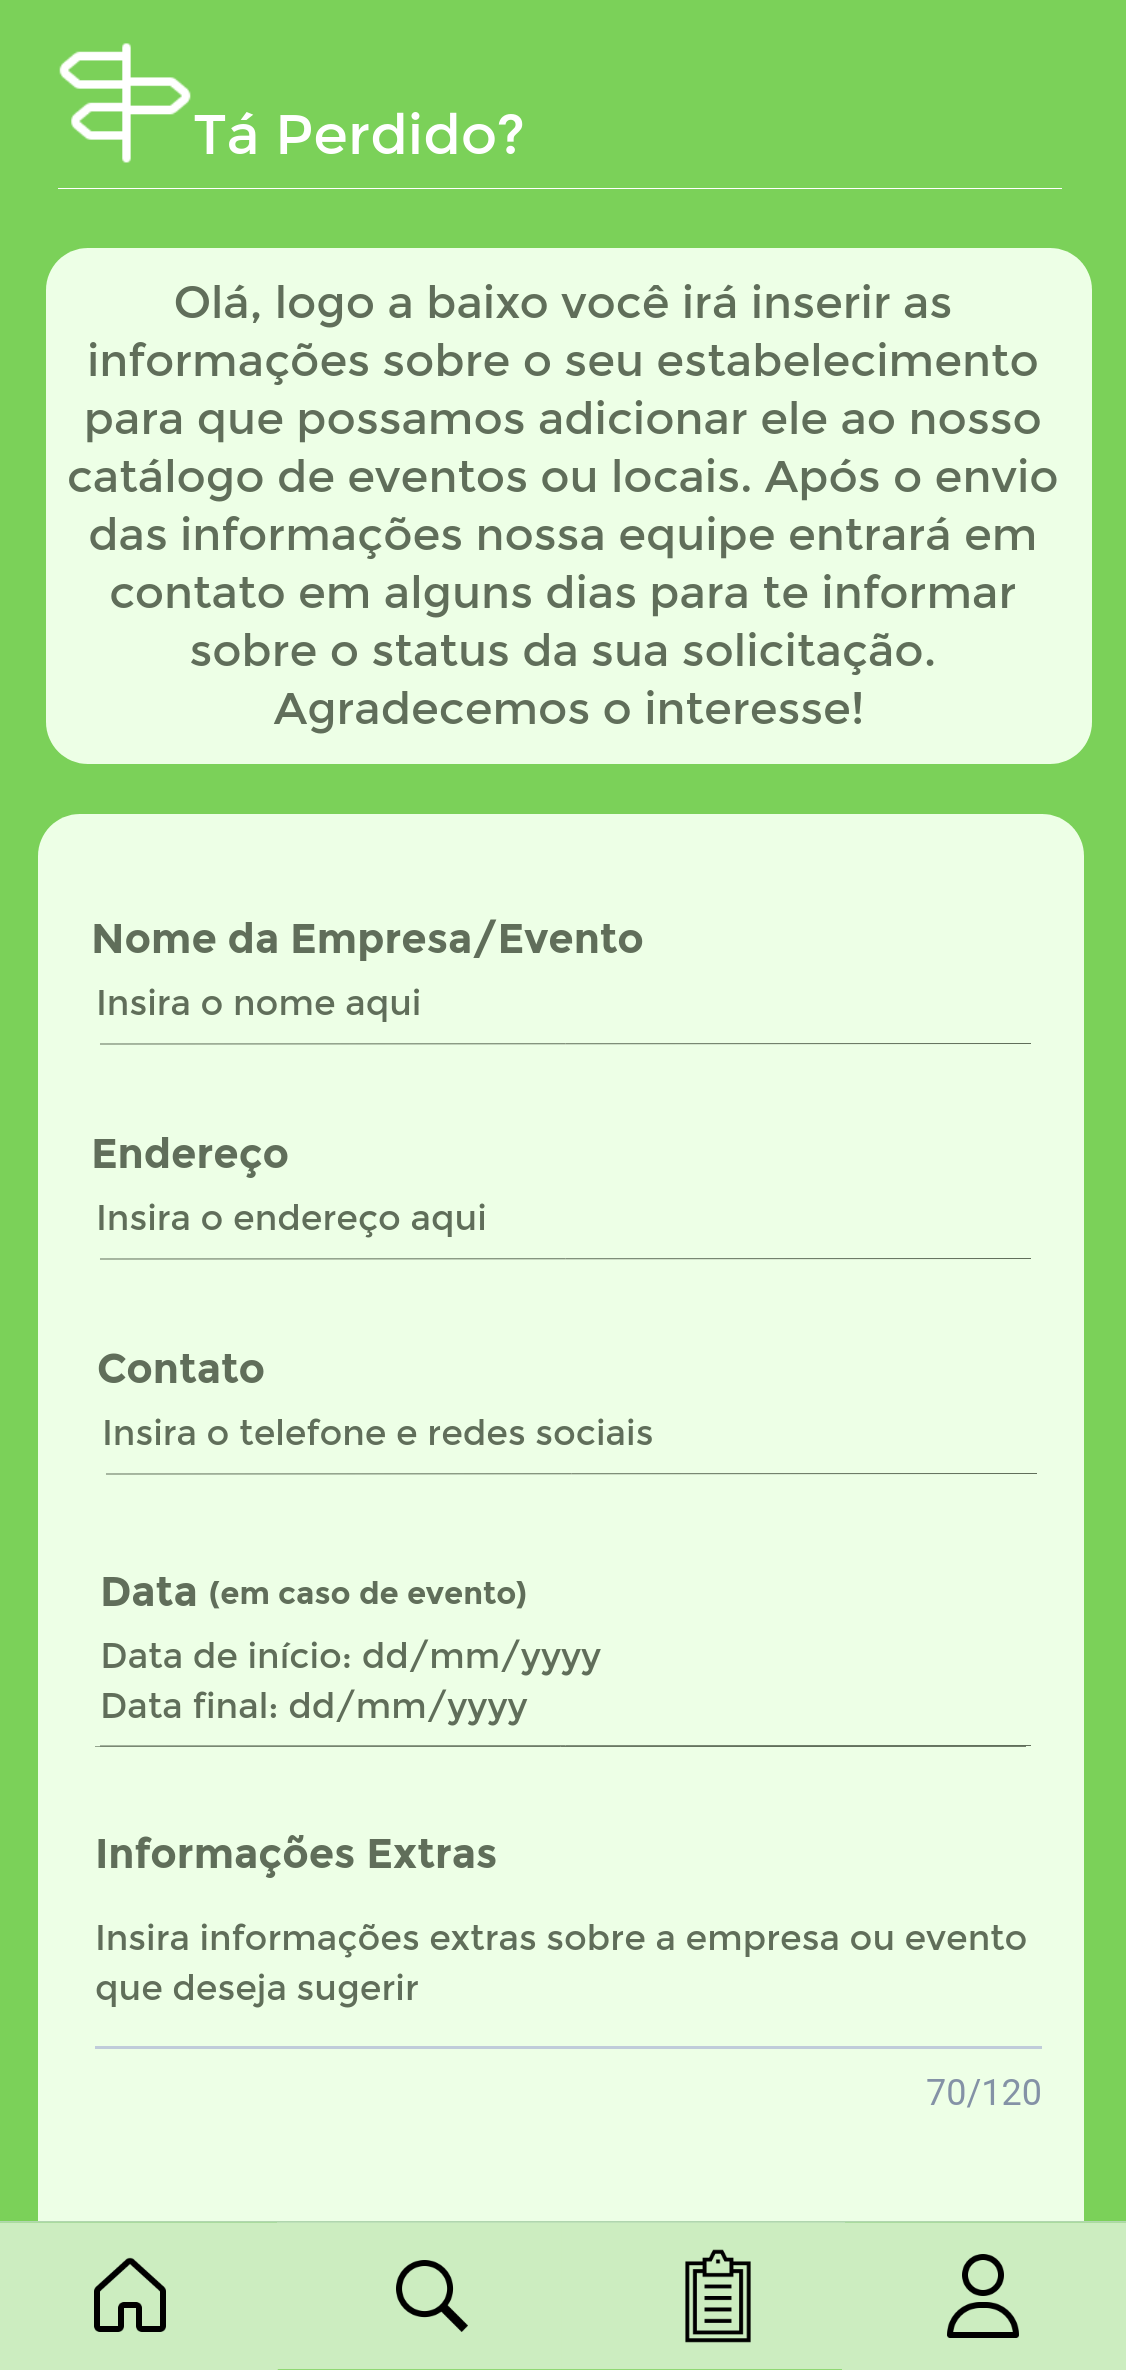 Tá Perdido?
Olá, logo a baixo você irá inserir as
informações sobre o seu estabelecimento
para que possamos adicionar ele ao nosso
catálogo de eventos ou locais. Após o envio
das informações nossa equipe entrará em
contato em alguns dias para te informar
sobre o status da sua solicitação.
Agradecemos o interesse!
Nome da Empresa/Evento
Insira o nome aqui
Endereço
Insira o endereço aqui
Contato
Insira o telefone e redes sociais
Data (em caso de evento)
Data de início: dd/mm/yyyy
Data final: dd/mm/yyyy
Informações Extras
Insira informações extras sobre a empresa ou evento
que deseja sugerir
70/120